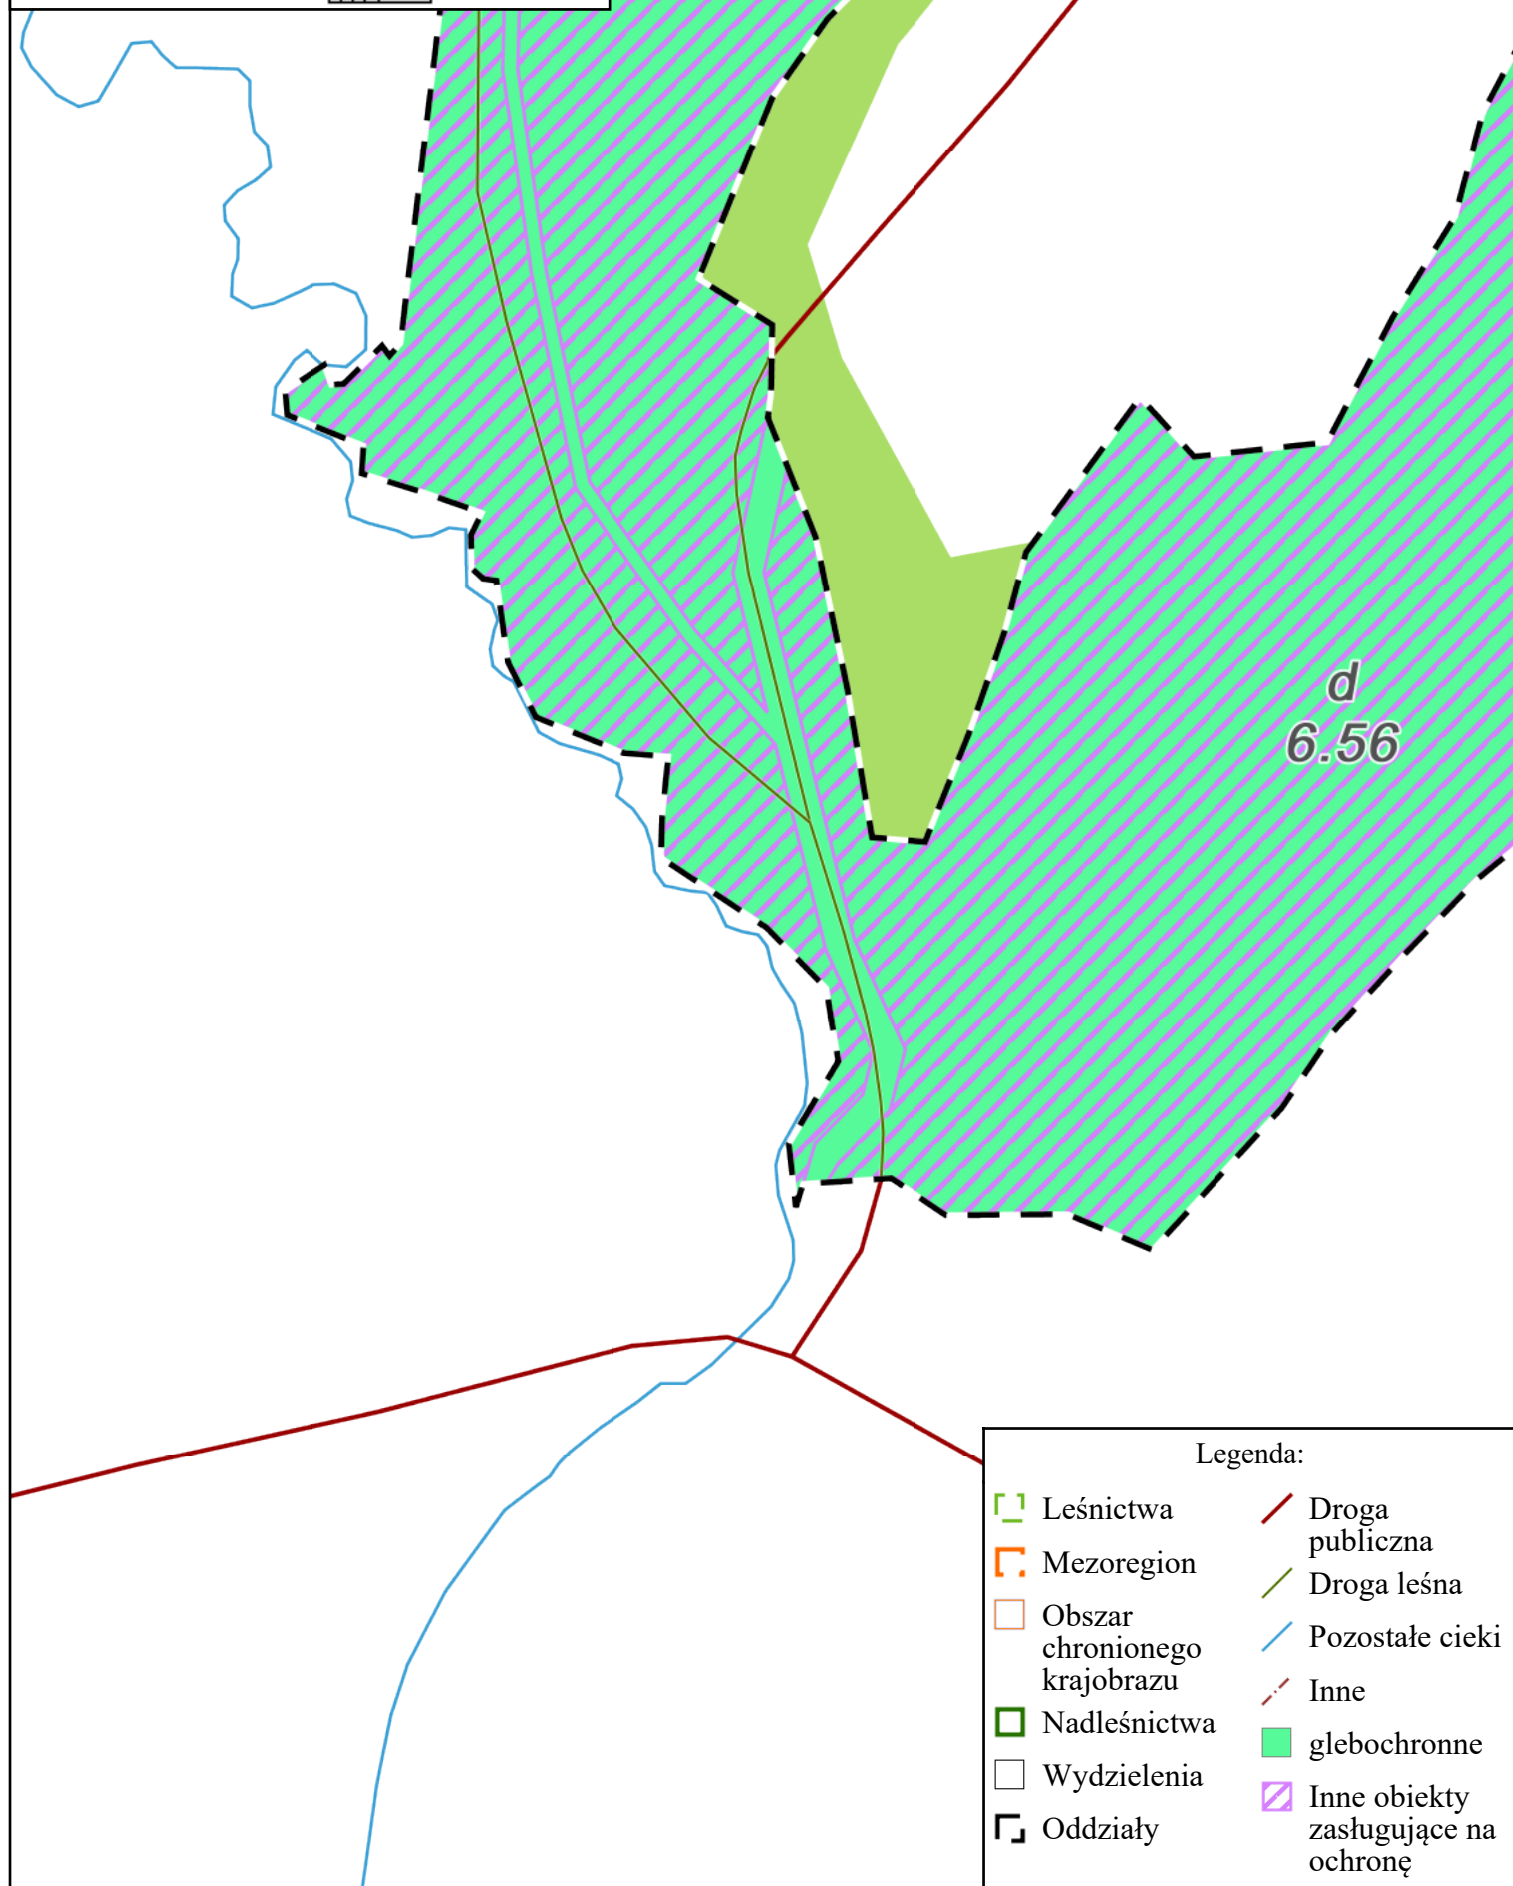 d
6.56
Legenda:
Leśnictwa
Mezoregion
Obszar
chronionego
krajobrazu
Nadleśnictwa
Wydzielenia
Oddziały
Droga
publiczna
Droga leśna
Pozostałe cieki
Inne
glebochronne
Inne obiekty
zasługujące na
ochronę